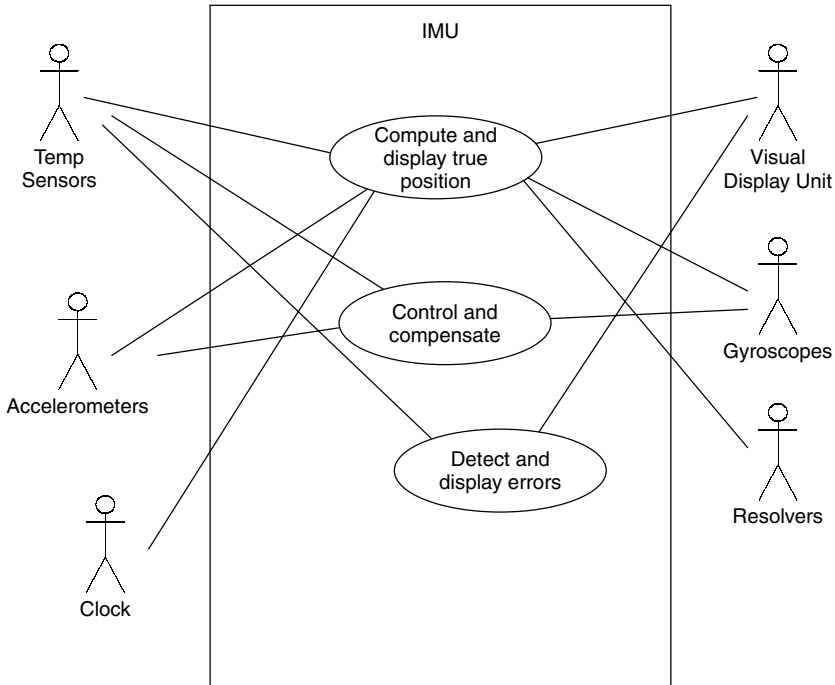 IMU
Temp
Sensors
Compute and
display true
position
Visual
Display Unit
Accelerometers
Control and
compensate
Gyroscopes
Detect and
display errors
Resolvers
Clock